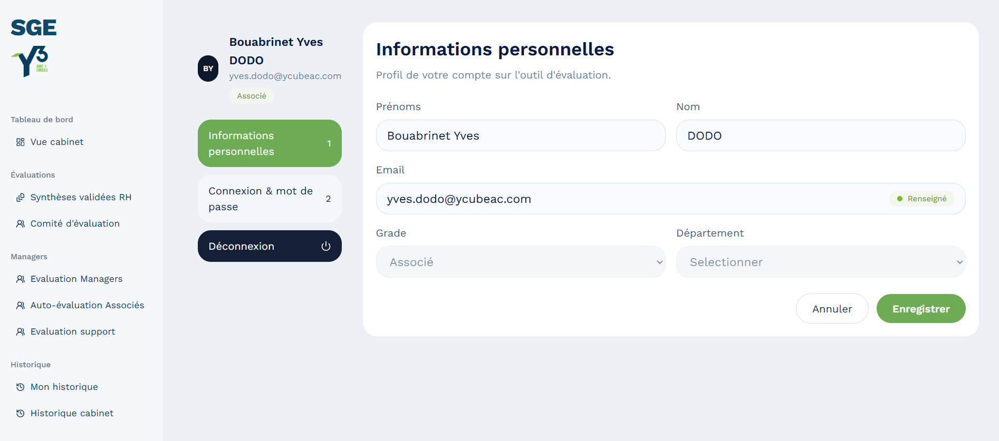 SGE
Y3
AUDIT &
CONSEILS
Tableau de bord
Vue cabinet
Évaluations
Synthèses validées RH
Comité d'évaluation
Managers
Evaluation Managers
Auto-évaluation Associés
Evaluation support
Historique
Mon historique
Historique cabinet
BY
Bouabrinet Yves
DODO
yves.dodo@ycubeac.com
Associé
Informations
personnelles
1
Connexion & mot de
passe
2
Déconnexion
Informations personnelles
Profil de votre compte sur l'outil d'évaluation.
Prénoms
Nom
Bouabrinet Yves
DODO
Email
yves.dodo@ycubeac.com
Renseigné
Grade
Département
Associé
Selectionner
Annuler
Enregistrer